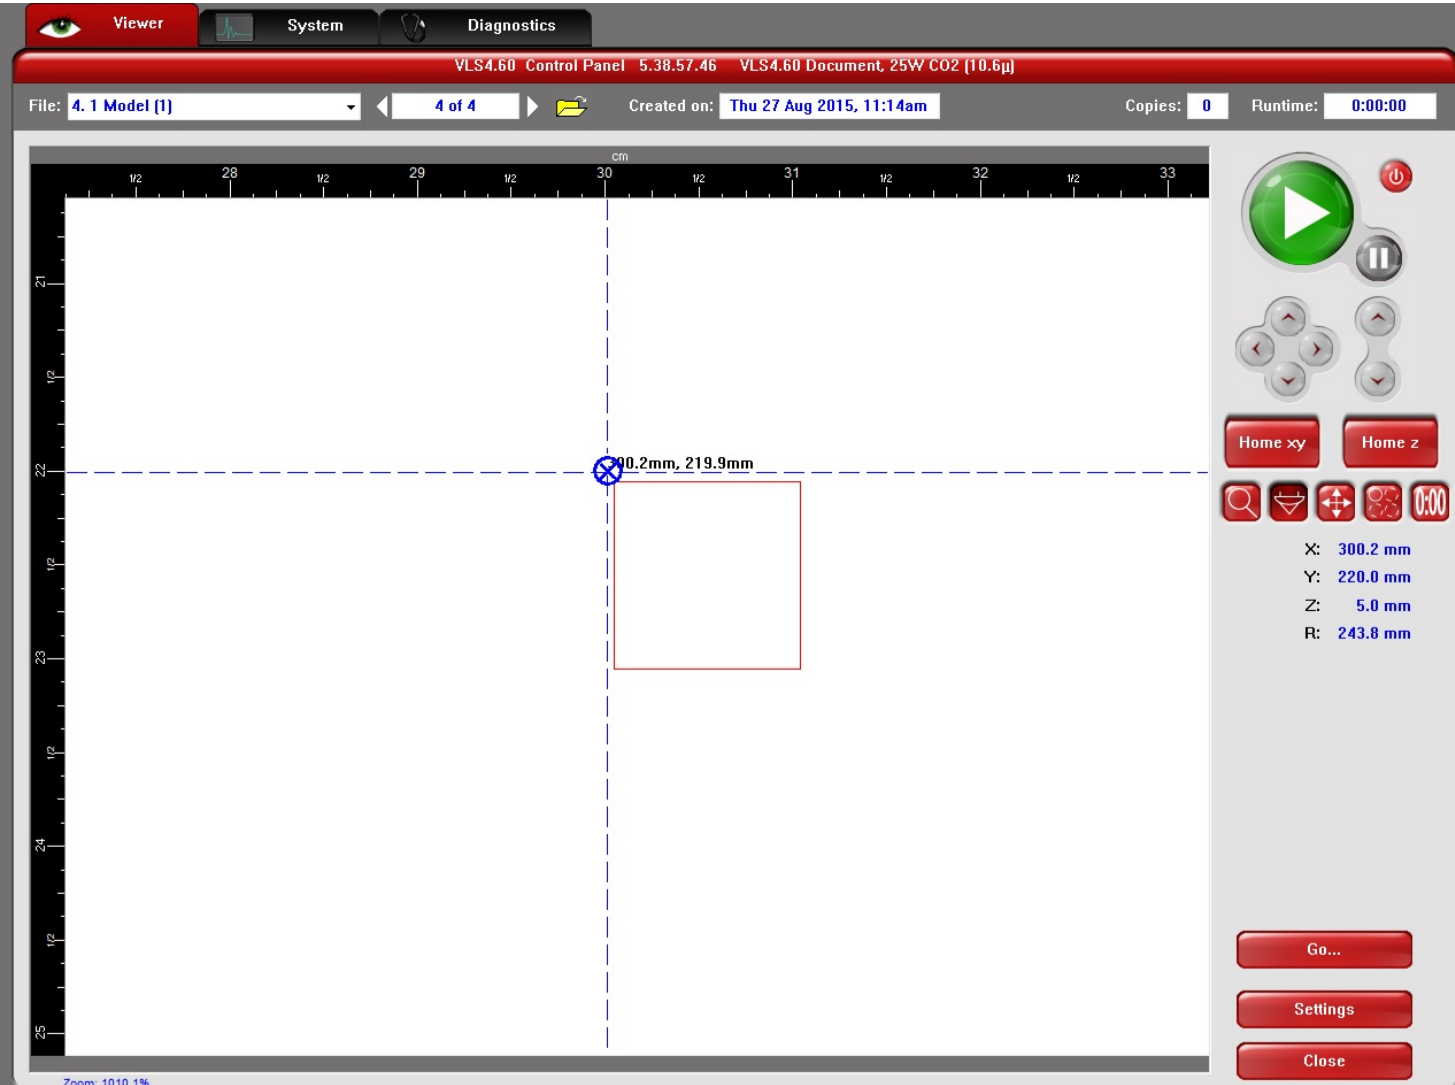 Viewer System Diagnostics
VLS4.60 Control Panel 5.38.57.46 VLS4.60 Document, 25W CO2 (10.6µ)
File: 4. 1 Model (1) 4 of 4 Created on: Thu 27 Aug 2015, 11:14am Copies: 0 Runtime: 0:00:00
cm
1/2 28 1/2 29 1/2 30 1/2 31 1/2 32 1/2 33
21
1/2
22
1/2
23
1/2
24
1/2
25
00.2mm, 219.9mm
Home xy Home z
0:00
X: 300.2 mm
Y: 220.0 mm
Z: 5.0 mm
R: 243.8 mm
Go...
Settings
Close
Zoom: 1010.1%